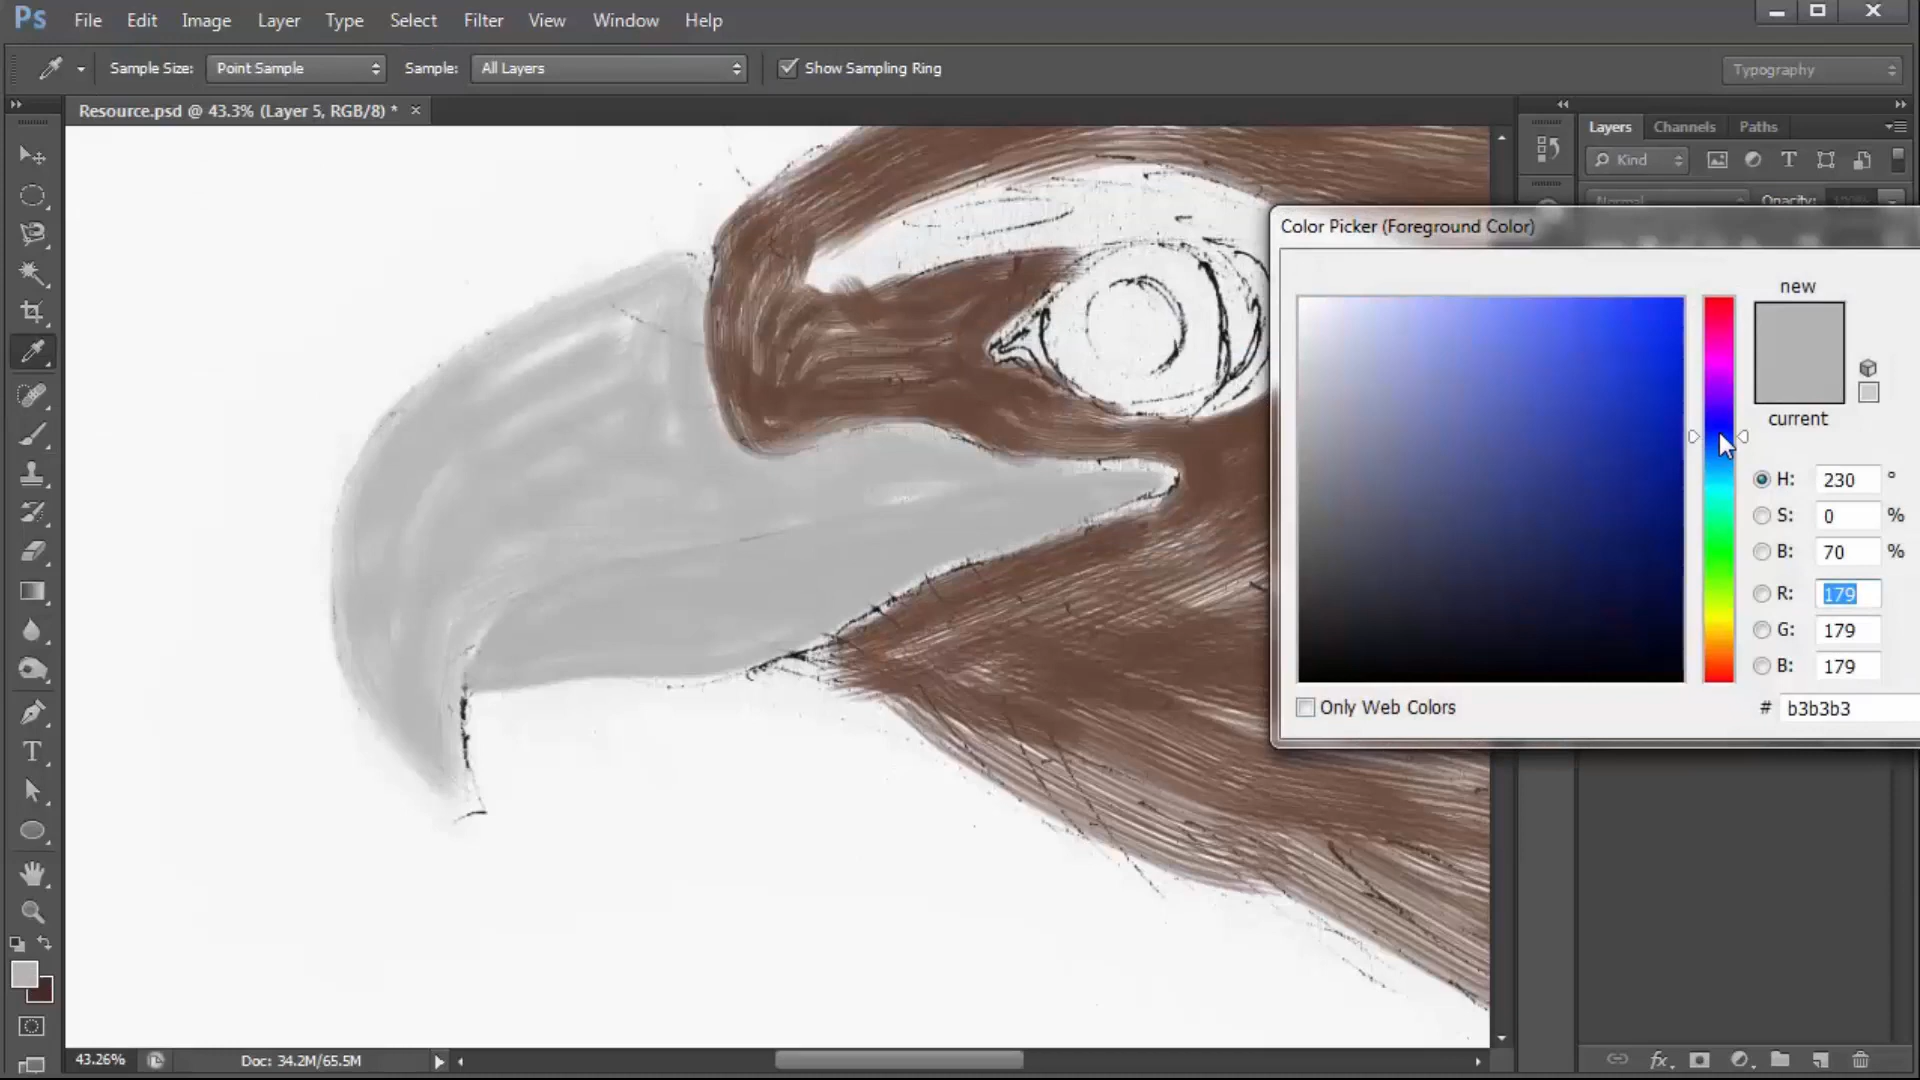 Ps File Edit Image Layer Type Select Filter View Window Help
Sample Size: Point Sample Sample: All Layers Show Sampling Ring Typography
Resource.psd @ 43.3% (Layer 5, RGB/8) * ×
Layers Channels Paths
Kind
Normal Opacity: 100%
Color Picker (Foreground Color)
new
current
H: 230 °
S: 0 %
B: 70 %
R: 179
G: 179
B: 179
Only Web Colors # b3b3b3
43.26% Doc: 34.2M/65.5M